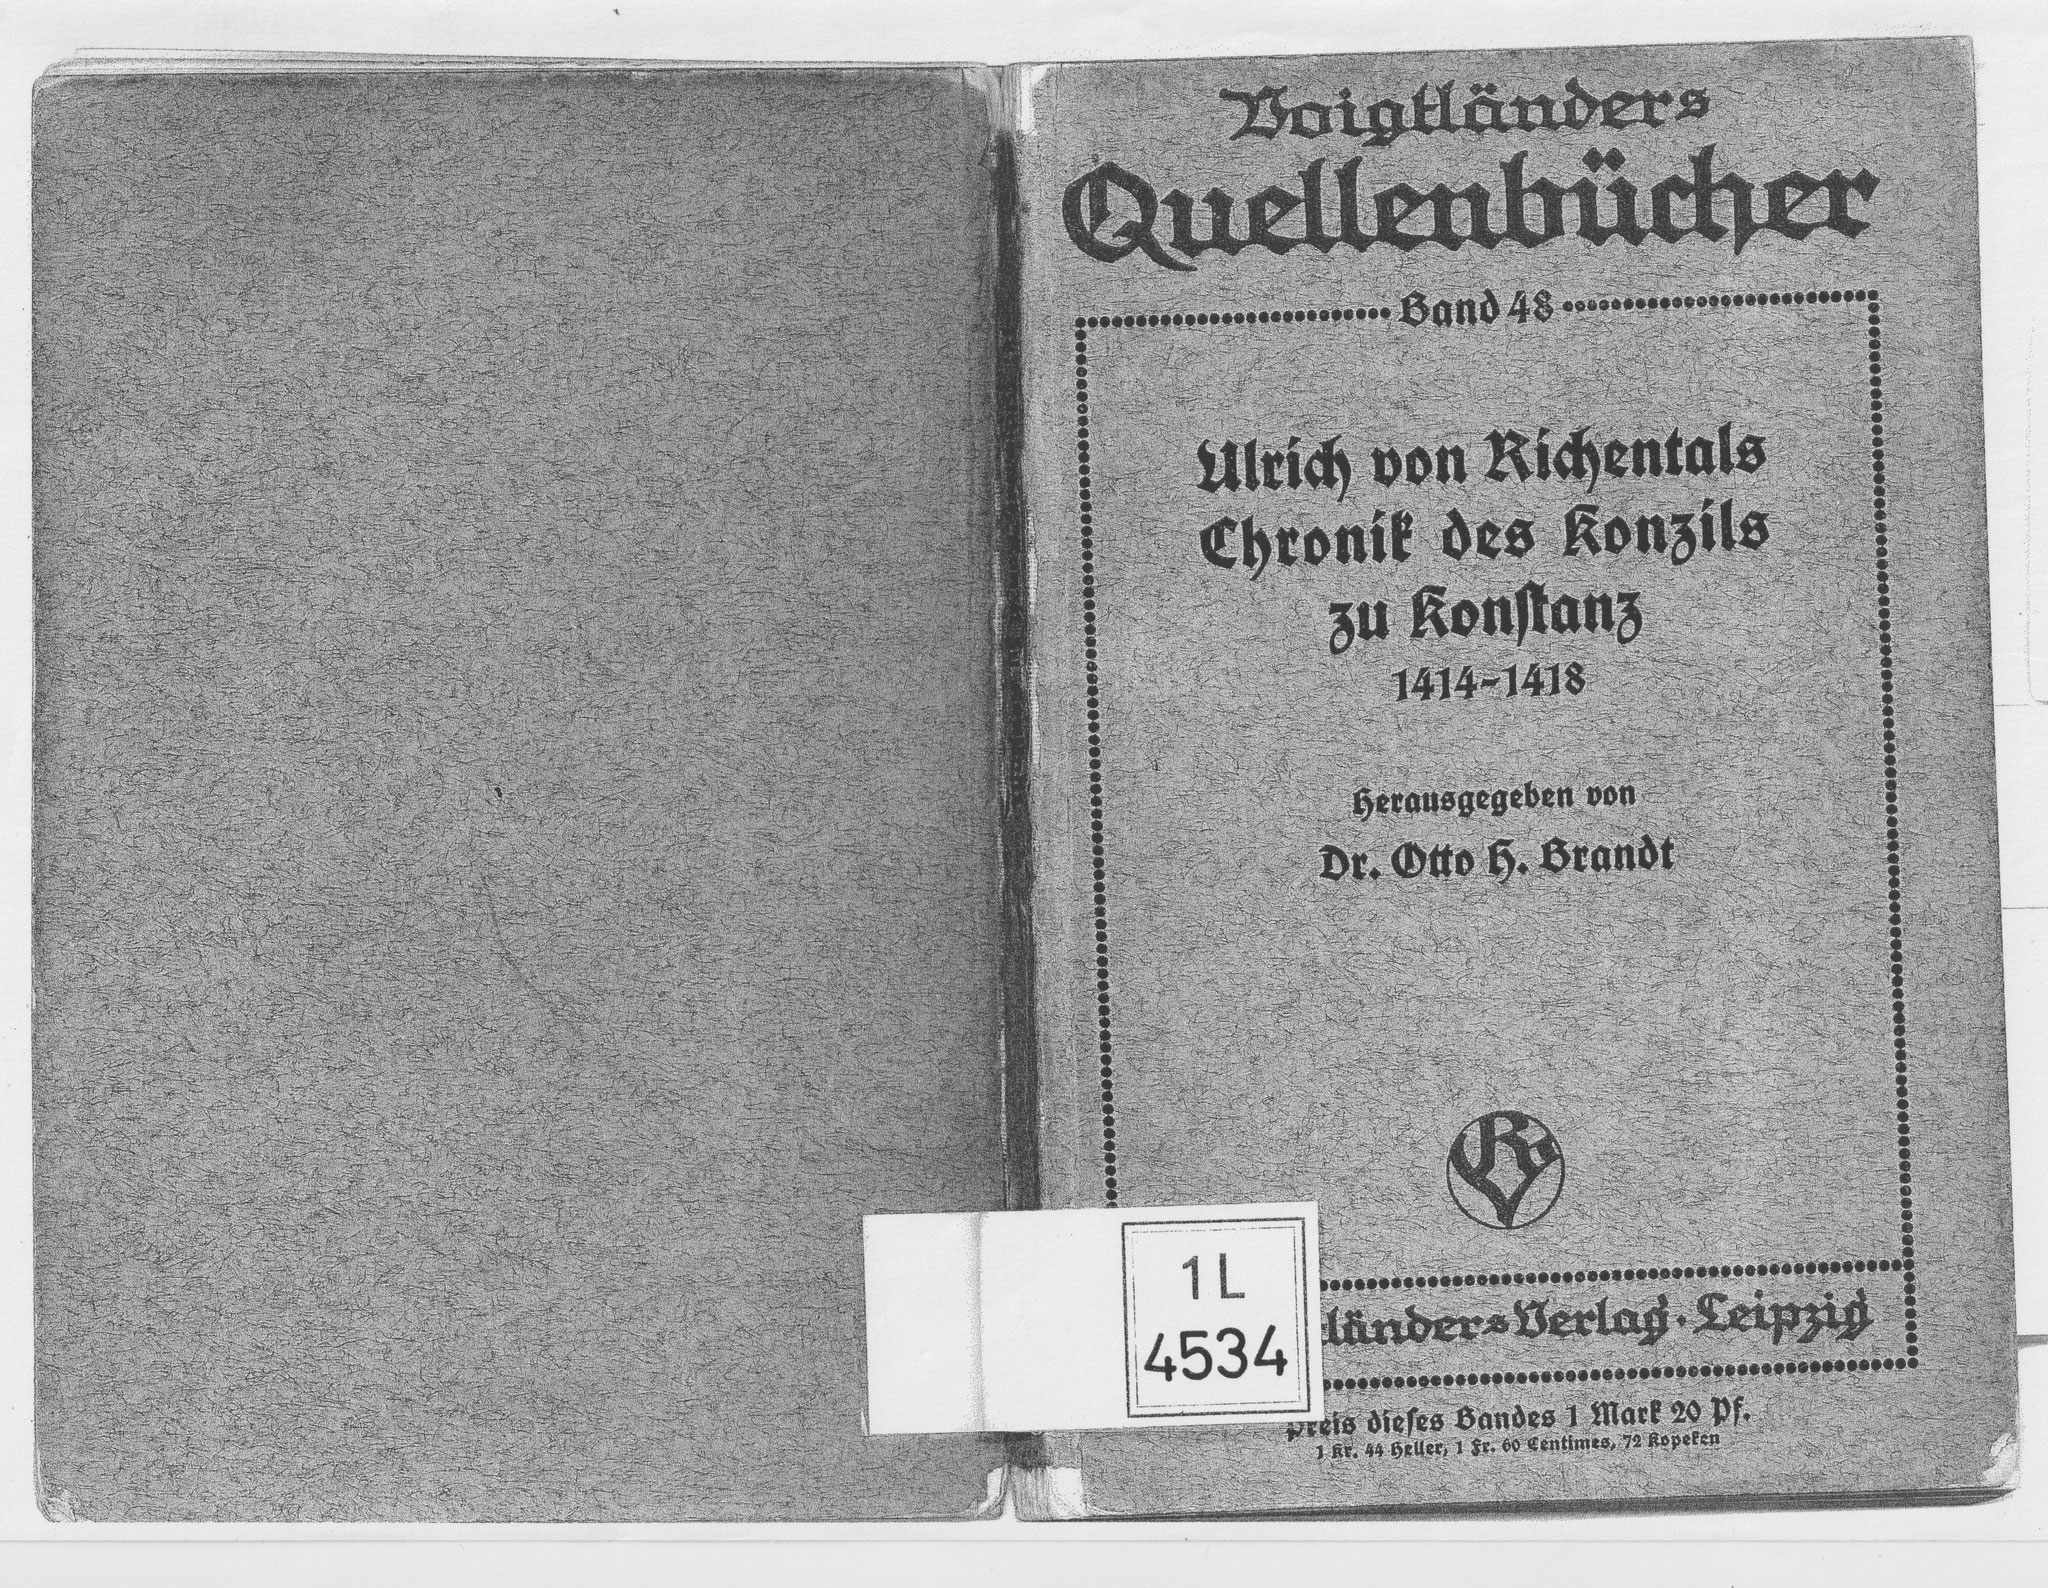 Voigtländers
Quellenbücher
Band 48
Ulrich von Richentals
Chronik des Konzils
zu Konstanz
1414-1418
Herausgegeben von
Dr. Otto H. Brandt
RV
1 L
4534
länders Verlag · Leipzig
Preis dieses Bandes 1 Mark 20 Pf.
1 Kr. 44 Heller, 1 Fr. 60 Centimes, 72 Kopeken